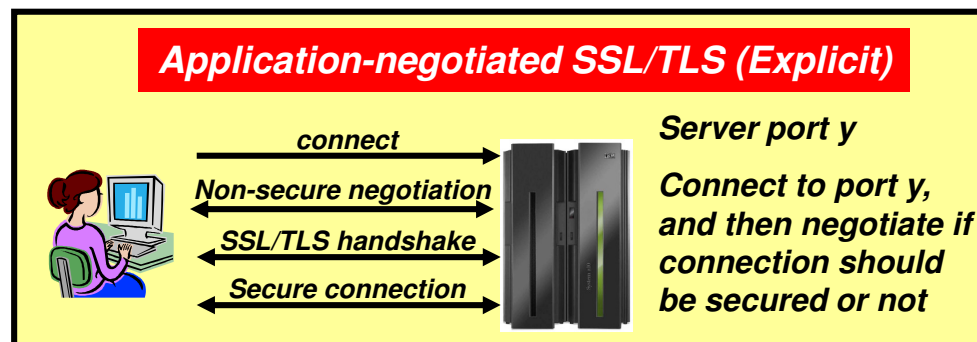 Application-negotiated SSL/TLS (Explicit)
connect
Non-secure negotiation
SSL/TLS handshake
Secure connection
Server port y
Connect to port y,
and then negotiate if
connection should
be secured or not